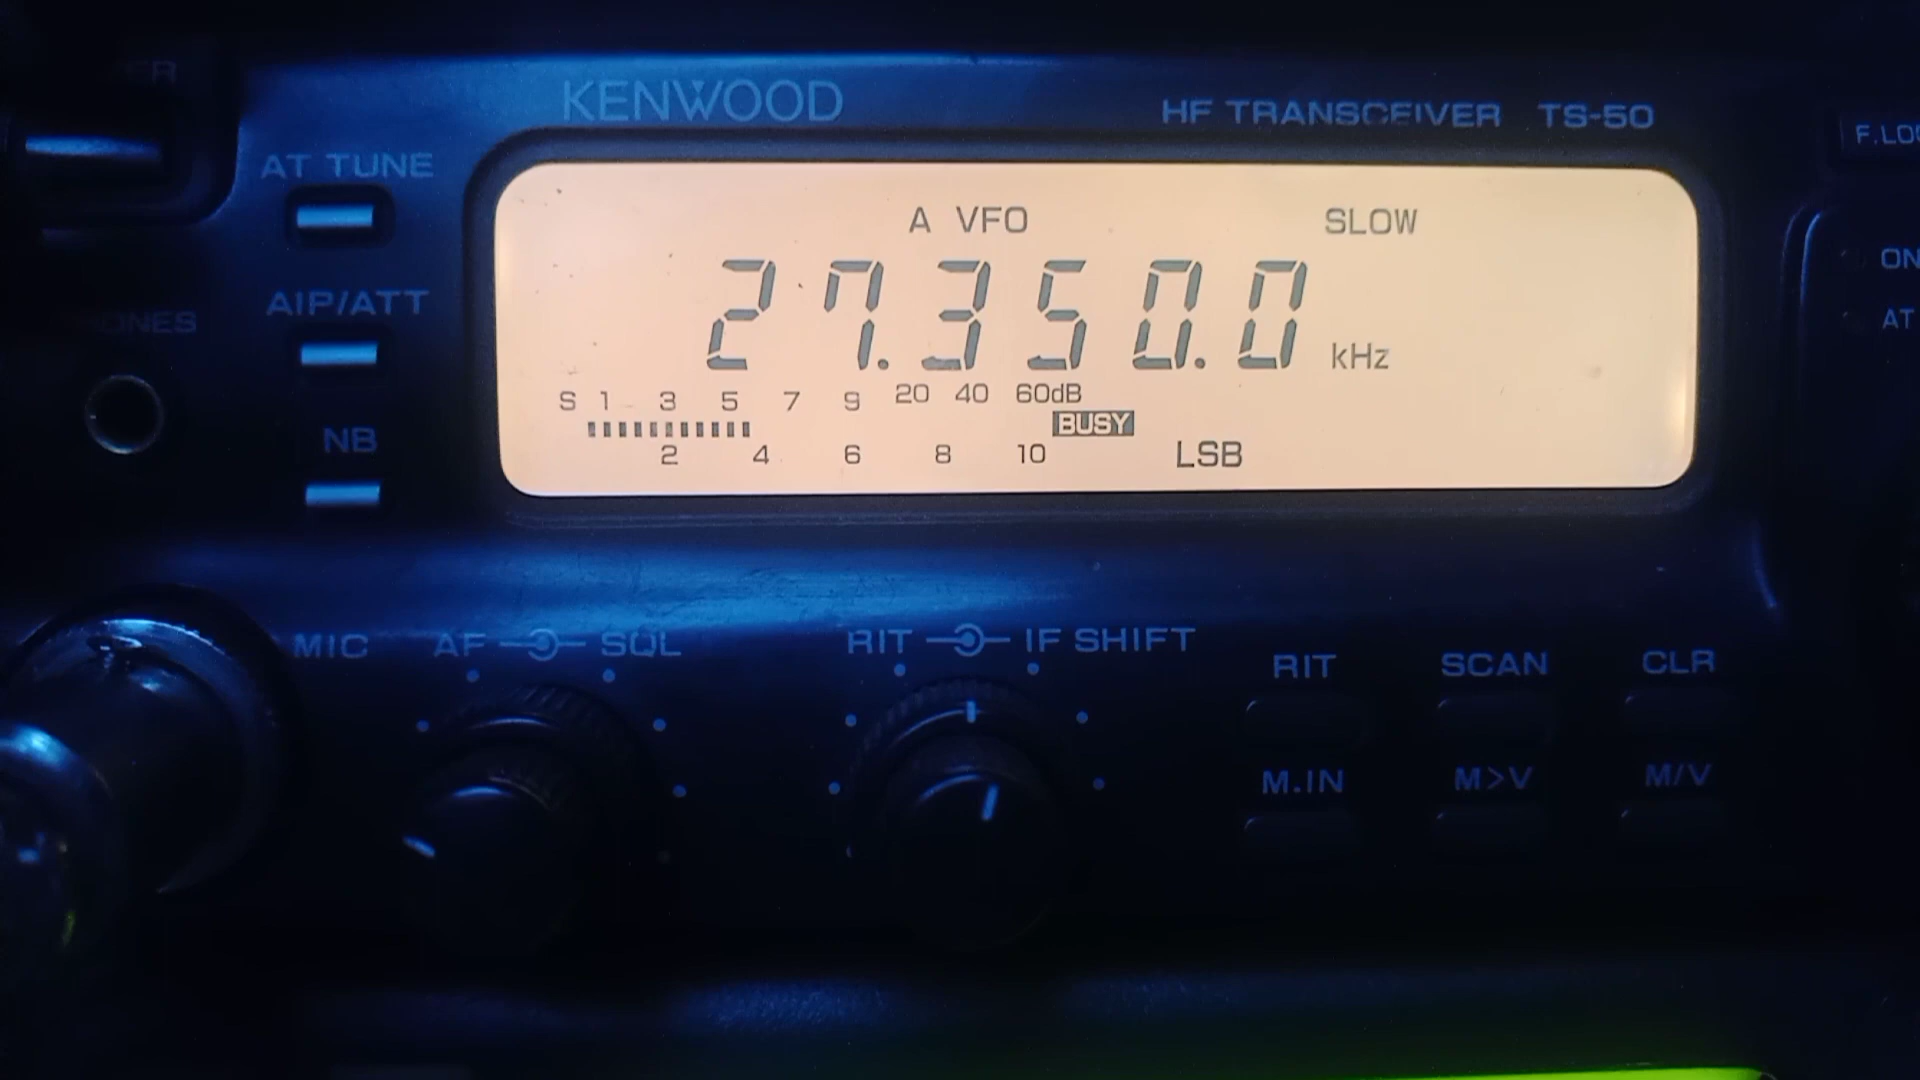 KENWOOD
HF TRANSCEIVER TS-50
AT TUNE
A VFO SLOW
AIP/ATT
27.350.0 kHz
S 1 3 5 7 9 20 40 60dB
BUSY
NB
2 4 6 8 10 LSB
ON
AT
MIC AF SQL RIT IF SHIFT
RIT SCAN CLR
M.IN M>V M/V